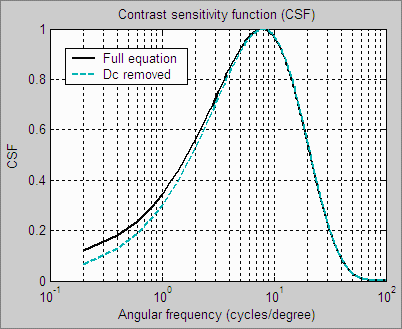 Contrast sensitivity function (CSF)
1
0.8
0.6
0.4
0.2
0
CSF
Full equation
Dc removed
10^-1
10^0
10^1
10^2
Angular frequency (cycles/degree)